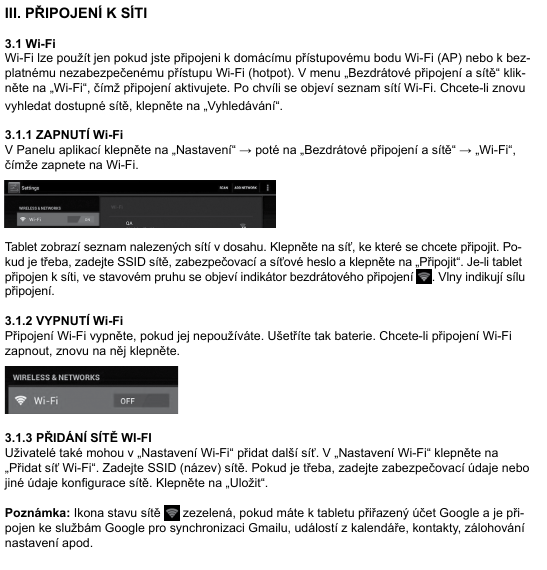 III. PŘIPOJENÍ K SÍTI
3.1 Wi-Fi
Wi-Fi lze použít jen pokud jste připojeni k domácímu přístupovému bodu Wi-Fi (AP) nebo k bez-
platnému nezabezpečenému přístupu Wi-Fi (hotpot). V menu „Bezdrátové připojení a sítě“ klik-
něte na „Wi-Fi“, čímž připojení aktivujete. Po chvíli se objeví seznam sítí Wi-Fi. Chcete-li znovu
vyhledat dostupné sítě, klepněte na „Vyhledávání“.
3.1.1 ZAPNUTÍ Wi-Fi
V Panelu aplikací klepněte na „Nastavení“ → poté na „Bezdrátové připojení a sítě“ → „Wi-Fi“,
čímže zapnete na Wi-Fi.
Settings SCAN ADD NETWORK
WIRELESS & NETWORKS Wi-Fi
Wi-Fi ON QA
Tablet zobrazí seznam nalezených sítí v dosahu. Klepněte na síť, ke které se chcete připojit. Po-
kud je třeba, zadejte SSID sítě, zabezpečovací a síťové heslo a klepněte na „Připojit“. Je-li tablet
připojen k síti, ve stavovém pruhu se objeví indikátor bezdrátového připojení . Vlny indikují sílu
připojení.
3.1.2 VYPNUTÍ Wi-Fi
Připojení Wi-Fi vypněte, pokud jej nepoužíváte. Ušetříte tak baterie. Chcete-li připojení Wi-Fi
zapnout, znovu na něj klepněte.
WIRELESS & NETWORKS
Wi-Fi OFF
3.1.3 PŘIDÁNÍ SÍTĚ WI-FI
Uživatelé také mohou v „Nastavení Wi-Fi“ přidat další síť. V „Nastavení Wi-Fi“ klepněte na
„Přidat síť Wi-Fi“. Zadejte SSID (název) sítě. Pokud je třeba, zadejte zabezpečovací údaje nebo
jiné údaje konfigurace sítě. Klepněte na „Uložit“.
Poznámka: Ikona stavu sítě zezelená, pokud máte k tabletu přiřazený účet Google a je při-
pojen ke službám Google pro synchronizaci Gmailu, událostí z kalendáře, kontakty, zálohování
nastavení apod.